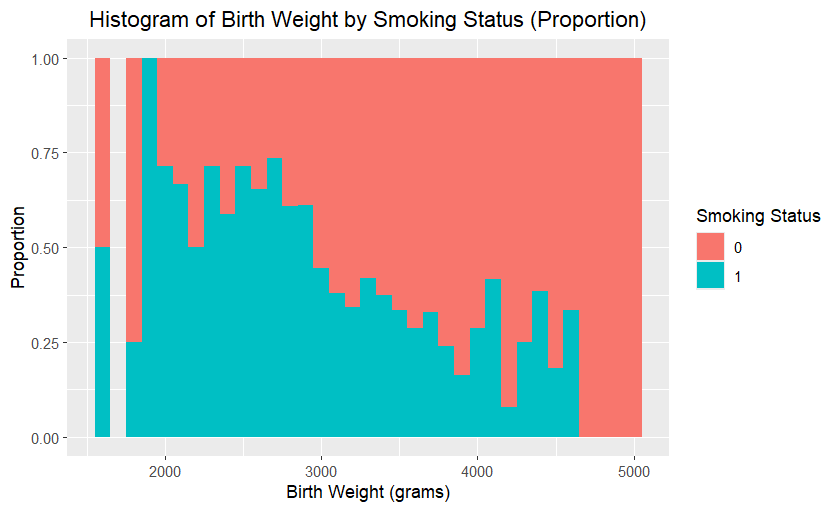 Histogram of Birth Weight by Smoking Status (Proportion)
1.00
0.75
0.50
0.25
0.00
Proportion
2000 3000 4000 5000
Birth Weight (grams)
Smoking Status
0
1